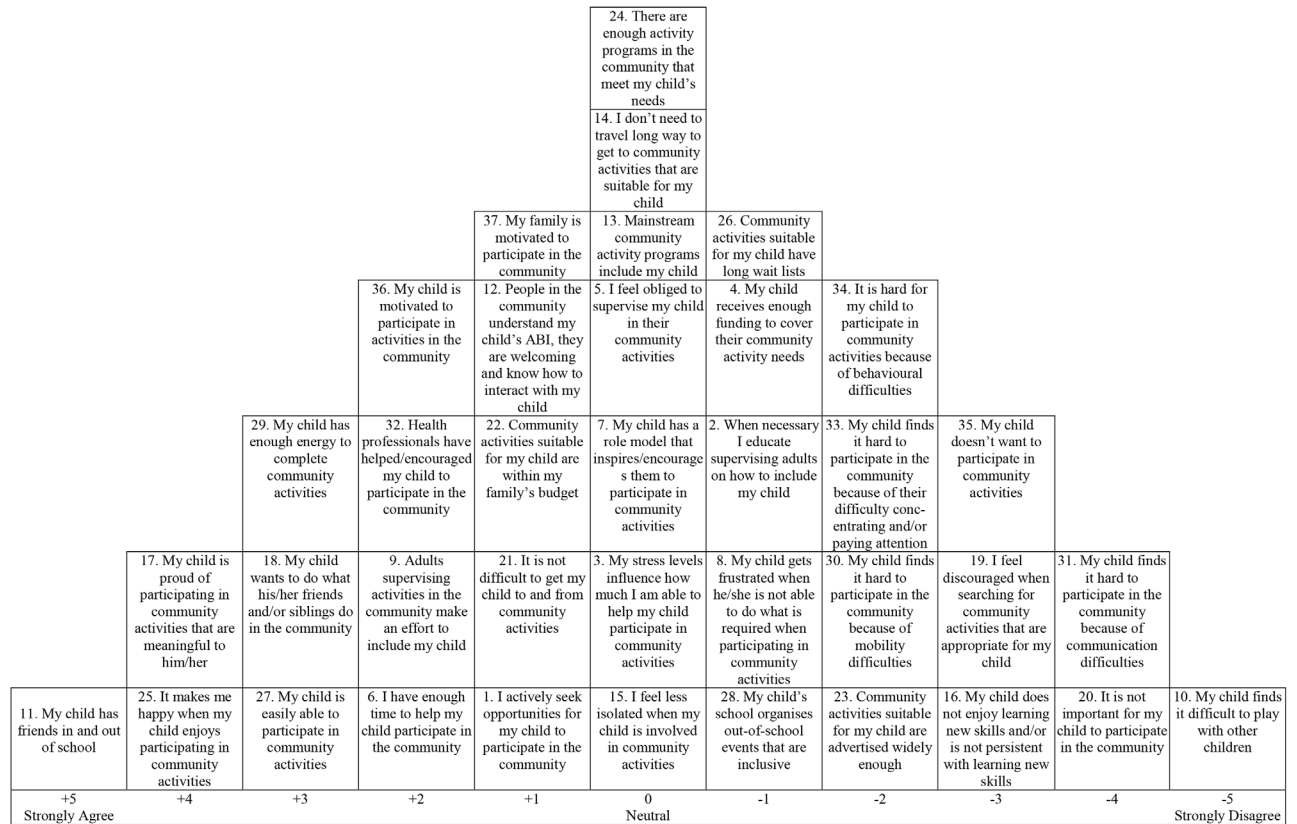 24. There are
enough activity
programs in the
community that
meet my child’s
needs
14. I don’t need to
travel long way to
get to community
activities that are
suitable for my
child
37. My family is
motivated to
participate in the
community
13. Mainstream
community
activity programs
include my child
26. Community
activities suitable
for my child have
long wait lists
36. My child is
motivated to
participate in
activities in the
community
12. People in the
community
understand my
child’s ABI, they
are welcoming
and know how to
interact with my
child
5. I feel obliged to
supervise my child
in their
community
activities
4. My child
receives enough
funding to cover
their community
activity needs
34. It is hard for
my child to
participate in
community
activities because
of behavioural
difficulties
29. My child has
enough energy to
complete
community
activities
32. Health
professionals have
helped/encouraged
my child to
participate in the
community
22. Community
activities suitable
for my child are
within my
family’s budget
7. My child has a
role model that
inspires/encourage
s them to
participate in
community
activities
2. When necessary
I educate
supervising adults
on how to include
my child
33. My child finds
it hard to
participate in the
community
because of their
difficulty conc-
entrating and/or
paying attention
35. My child
doesn’t want to
participate in
community
activities
17. My child is
proud of
participating in
community
activities that are
meaningful to
him/her
18. My child
wants to do what
his/her friends
and/or siblings do
in the community
9. Adults
supervising
activities in the
community make
an effort to
include my child
21. It is not
difficult to get my
child to and from
community
activities
3. My stress levels
influence how
much I am able to
help my child
participate in
community
activities
8. My child gets
frustrated when
he/she is not able
to do what is
required when
participating in
community
activities
30. My child finds
it hard to
participate in the
community
because of
mobility
difficulties
19. I feel
discouraged when
searching for
community
activities that are
appropriate for my
child
31. My child finds
it hard to
participate in the
community
because of
communication
difficulties
11. My child has
friends in and out
of school
25. It makes me
happy when my
child enjoys
participating in
community
activities
27. My child is
easily able to
participate in
community
activities
6. I have enough
time to help my
child participate in
the community
1. I actively seek
opportunities for
my child to
participate in the
community
15. I feel less
isolated when my
child is involved
in community
activities
28. My child’s
school organises
out-of-school
events that are
inclusive
23. Community
activities suitable
for my child are
advertised widely
enough
16. My child does
not enjoy learning
new skills and/or
is not persistent
with learning new
skills
20. It is not
important for my
child to participate
in the community
10. My child finds
it difficult to play
with other
children
+5 +4 +3 +2 +1 0 -1 -2 -3 -4 -5
Strongly Agree Neutral Strongly Disagree